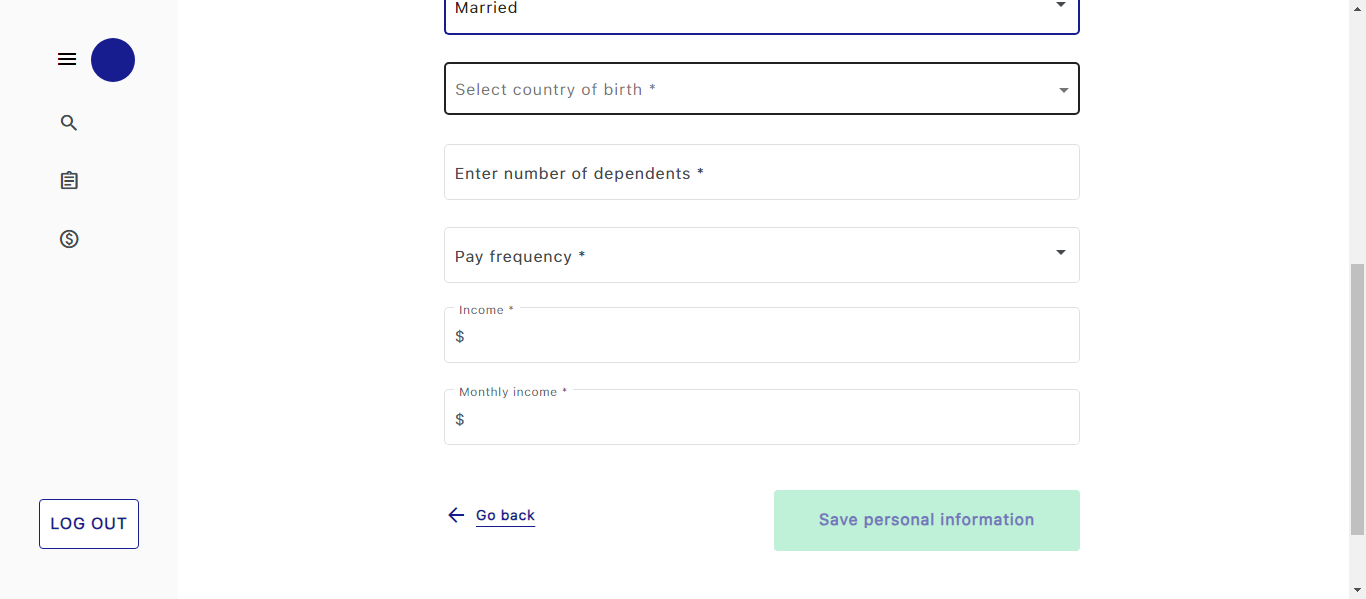 Married
Select country of birth *
Enter number of dependents *
Pay frequency *
Income *
$
Monthly income *
$
Go back
Save personal information
LOG OUT